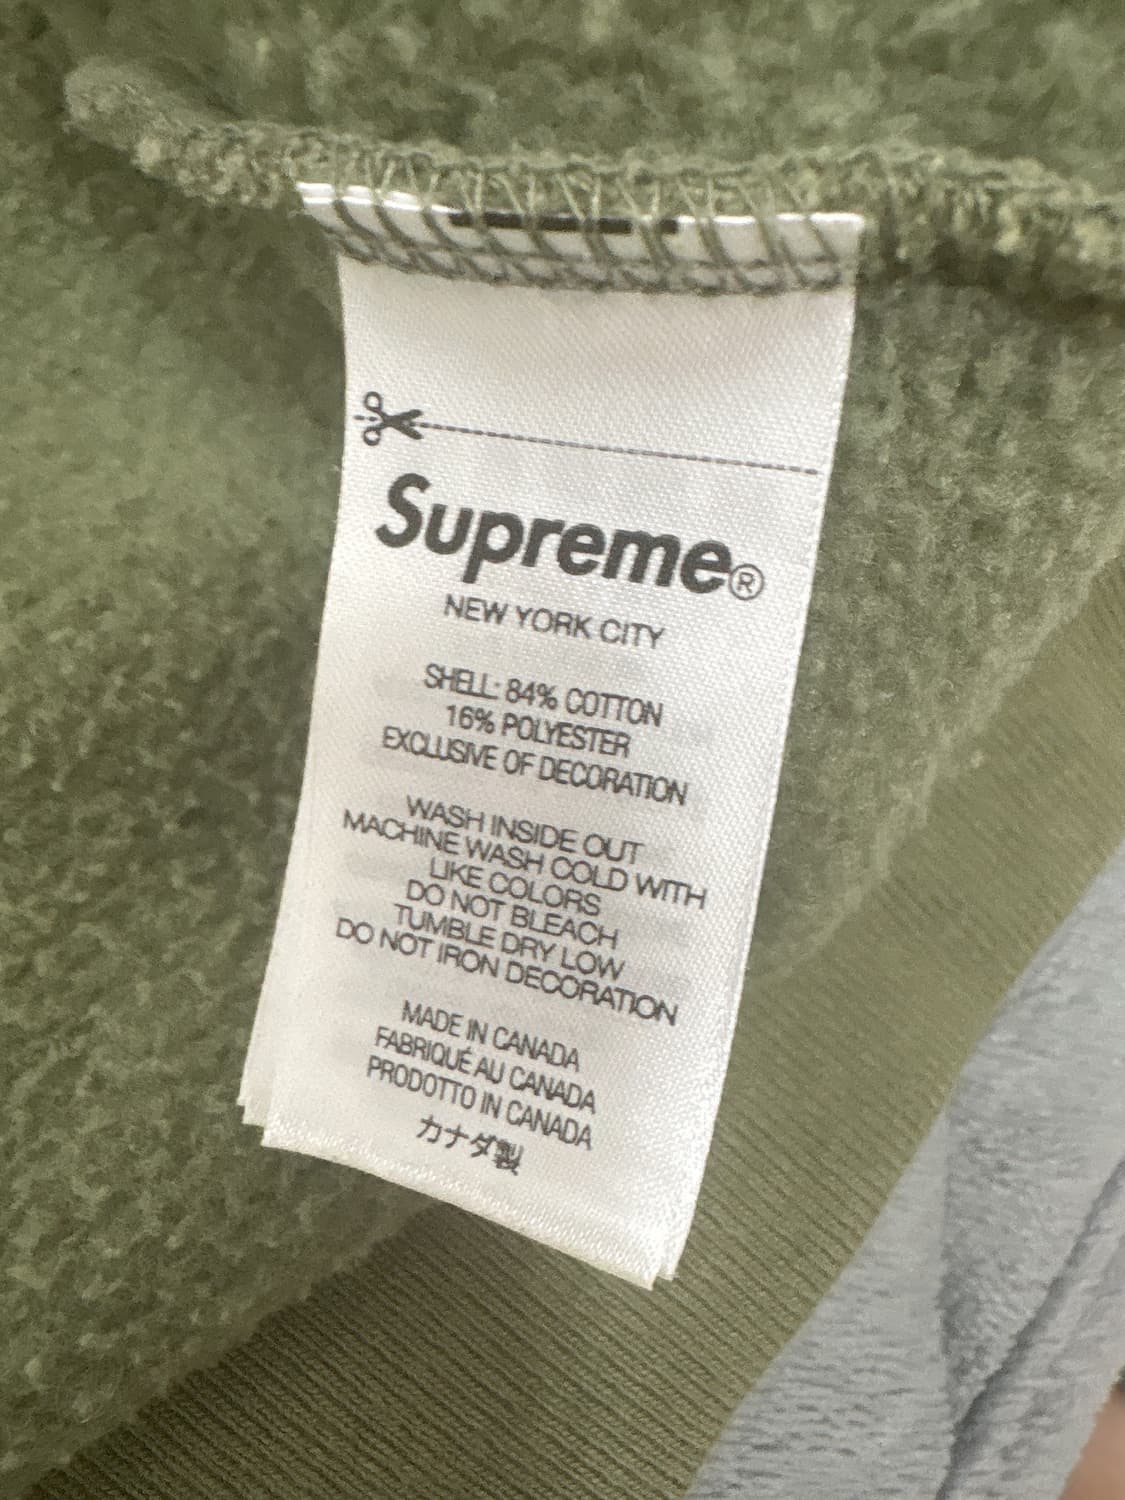 Supreme®
NEW YORK CITY
SHELL: 84% COTTON
16% POLYESTER
EXCLUSIVE OF DECORATION
WASH INSIDE OUT
MACHINE WASH COLD WITH
LIKE COLORS
DO NOT BLEACH
TUMBLE DRY LOW
DO NOT IRON DECORATION
MADE IN CANADA
FABRIQUÉ AU CANADA
PRODOTTO IN CANADA
カナダ製